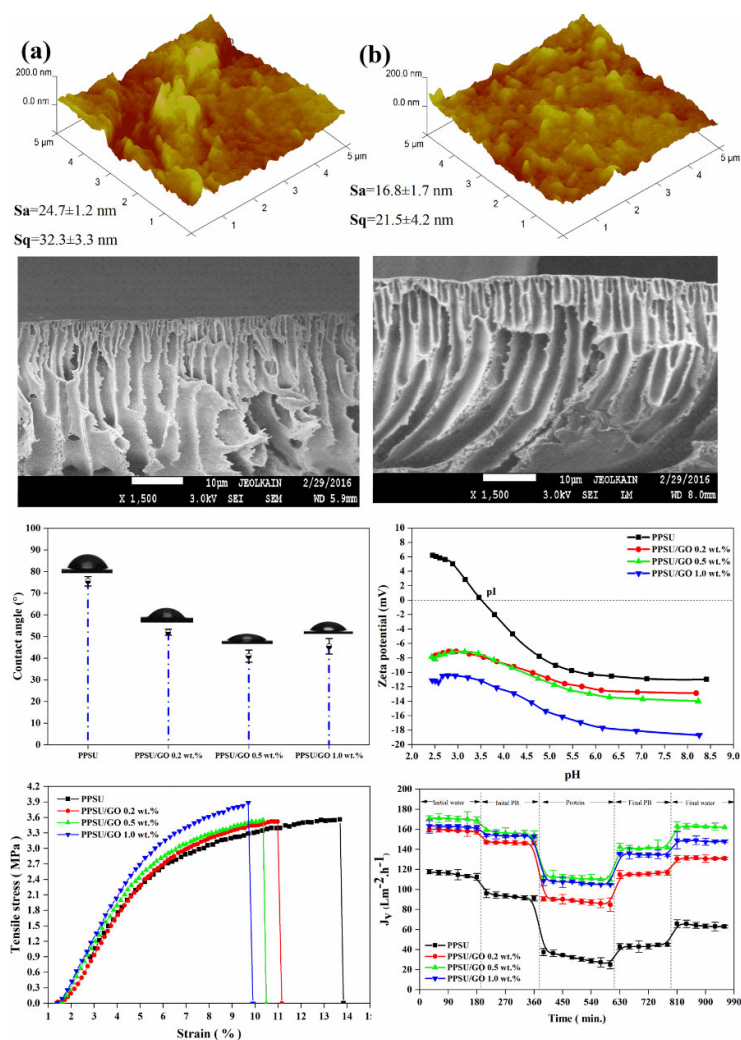 (a)
(b)
200.0 nm
0.0 nm
5 µm
4
3
2
1
1
2
3
4
5 µm
Sa=24.7±1.2 nm
Sq=32.3±3.3 nm
200.0 nm
0.0 nm
5 µm
4
3
2
1
1
2
3
4
5 µm
Sa=16.8±1.7 nm
Sq=21.5±4.2 nm
10µm JEOLKAIN 2/29/2016
X 1,500 3.0kV SEI SEM WD 5.9mm
10µm JEOLKAIN 2/29/2016
X 1,500 3.0kV SEI LM WD 8.0mm
Contact angle (°)
100
90
80
70
60
50
40
30
20
10
0
PPSU PPSU/GO 0.2 wt.% PPSU/GO 0.5 wt.% PPSU/GO 1.0 wt.%
Zeta potential (mV)
16
14
12
10
8
6
4
2
0
-2
-4
-6
-8
-10
-12
-14
-16
-18
-20
PPSU
PPSU/GO 0.2 wt.%
PPSU/GO 0.5 wt.%
PPSU/GO 1.0 wt.%
pI
2.0 2.5 3.0 3.5 4.0 4.5 5.0 5.5 6.0 6.5 7.0 7.5 8.0 8.5 9.0
pH
Tensile stress ( MPa )
4.2
3.9
3.6
3.3
3.0
2.7
2.4
2.1
1.8
1.5
1.2
0.9
0.6
0.3
0.0
PPSU
PPSU/GO 0.2 wt.%
PPSU/GO 0.5 wt.%
PPSU/GO 1.0 wt.%
1 2 3 4 5 6 7 8 9 10 11 12 13 14
Strain ( % )
Jv (Lm⁻².h⁻¹)
200
180
160
140
120
100
80
60
40
20
0
Initial water Inital PB Protein Final PB Final water
PPSU
PPSU/GO 0.2 wt.%
PPSU/GO 0.5 wt.%
PPSU/GO 1.0 wt.%
0 90 180 270 360 450 540 630 720 810 900 990
Time ( min.)